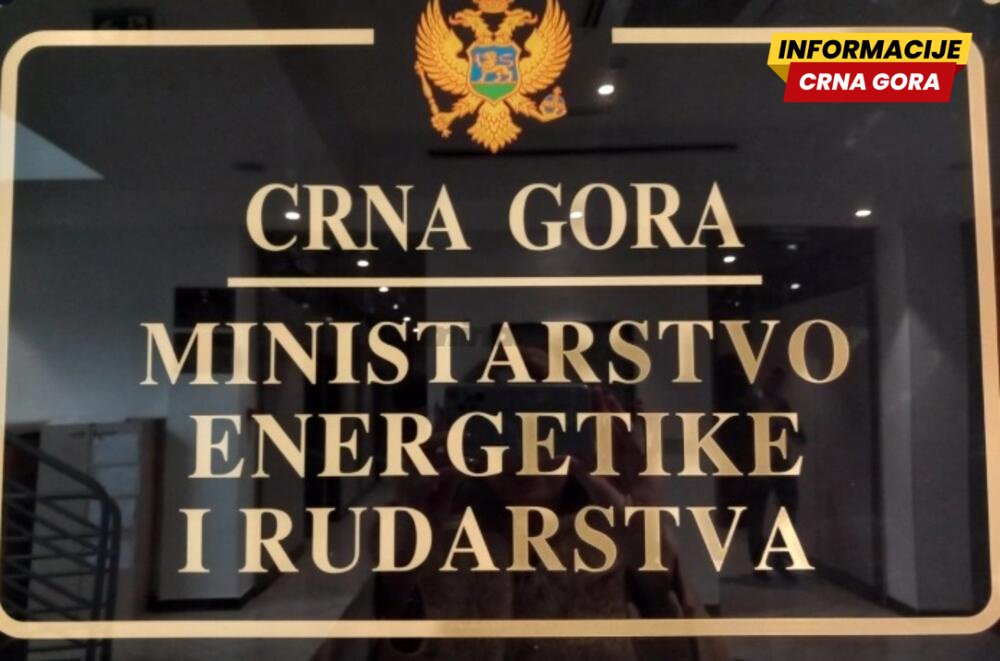 INFORMACIJE
CRNA GORA
CRNA GORA
MINISTARSTVO
ENERGETIKE
I RUDARSTVA